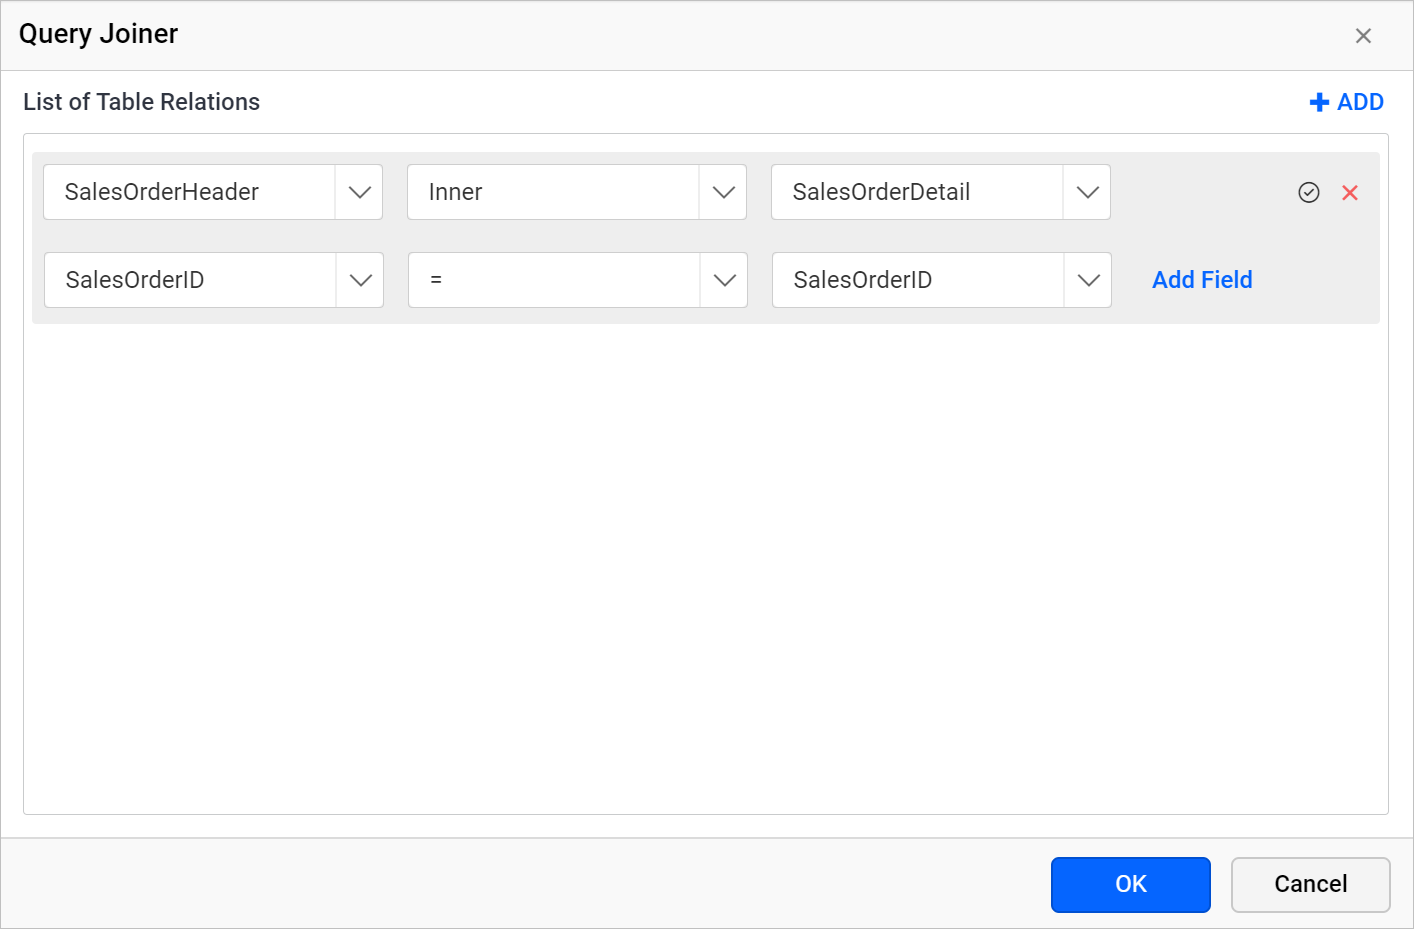 Query Joiner
List of Table Relations
ADD
SalesOrderHeader
Inner
SalesOrderDetail
SalesOrderID
=
SalesOrderID
Add Field
OK
Cancel